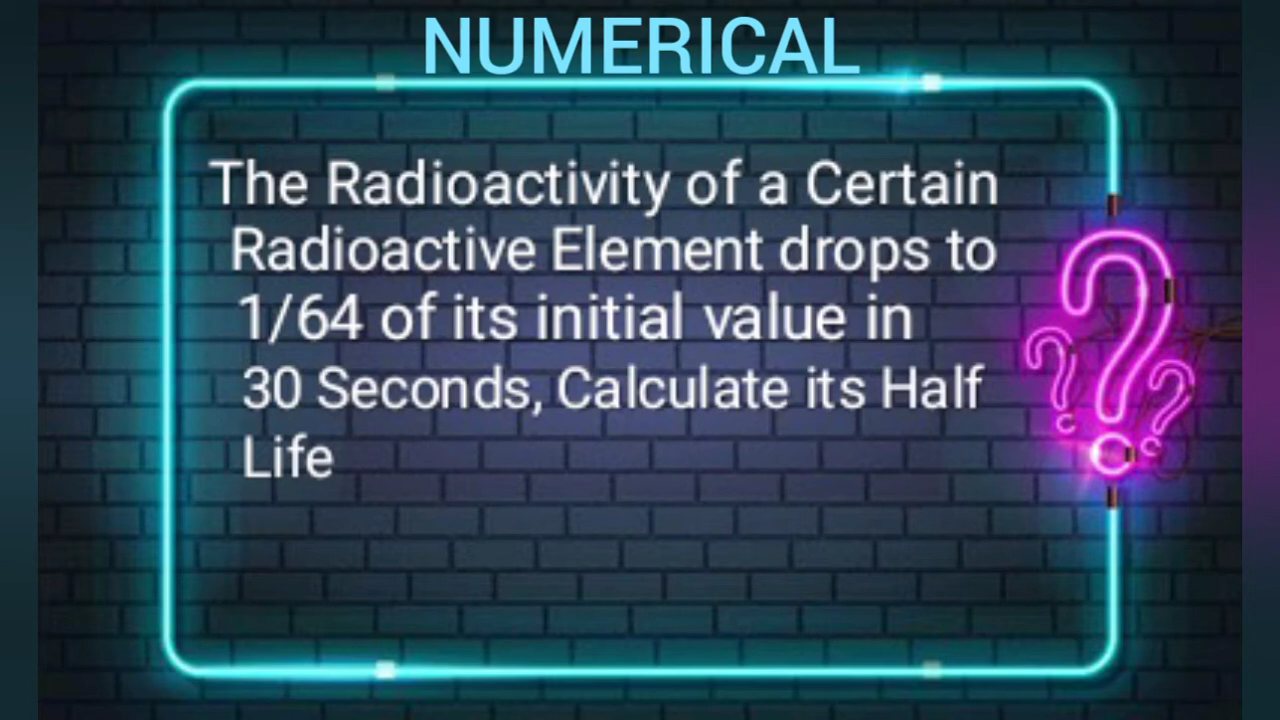 NUMERICAL
The Radioactivity of a Certain
Radioactive Element drops to
1/64 of its initial value in
30 Seconds, Calculate its Half
Life